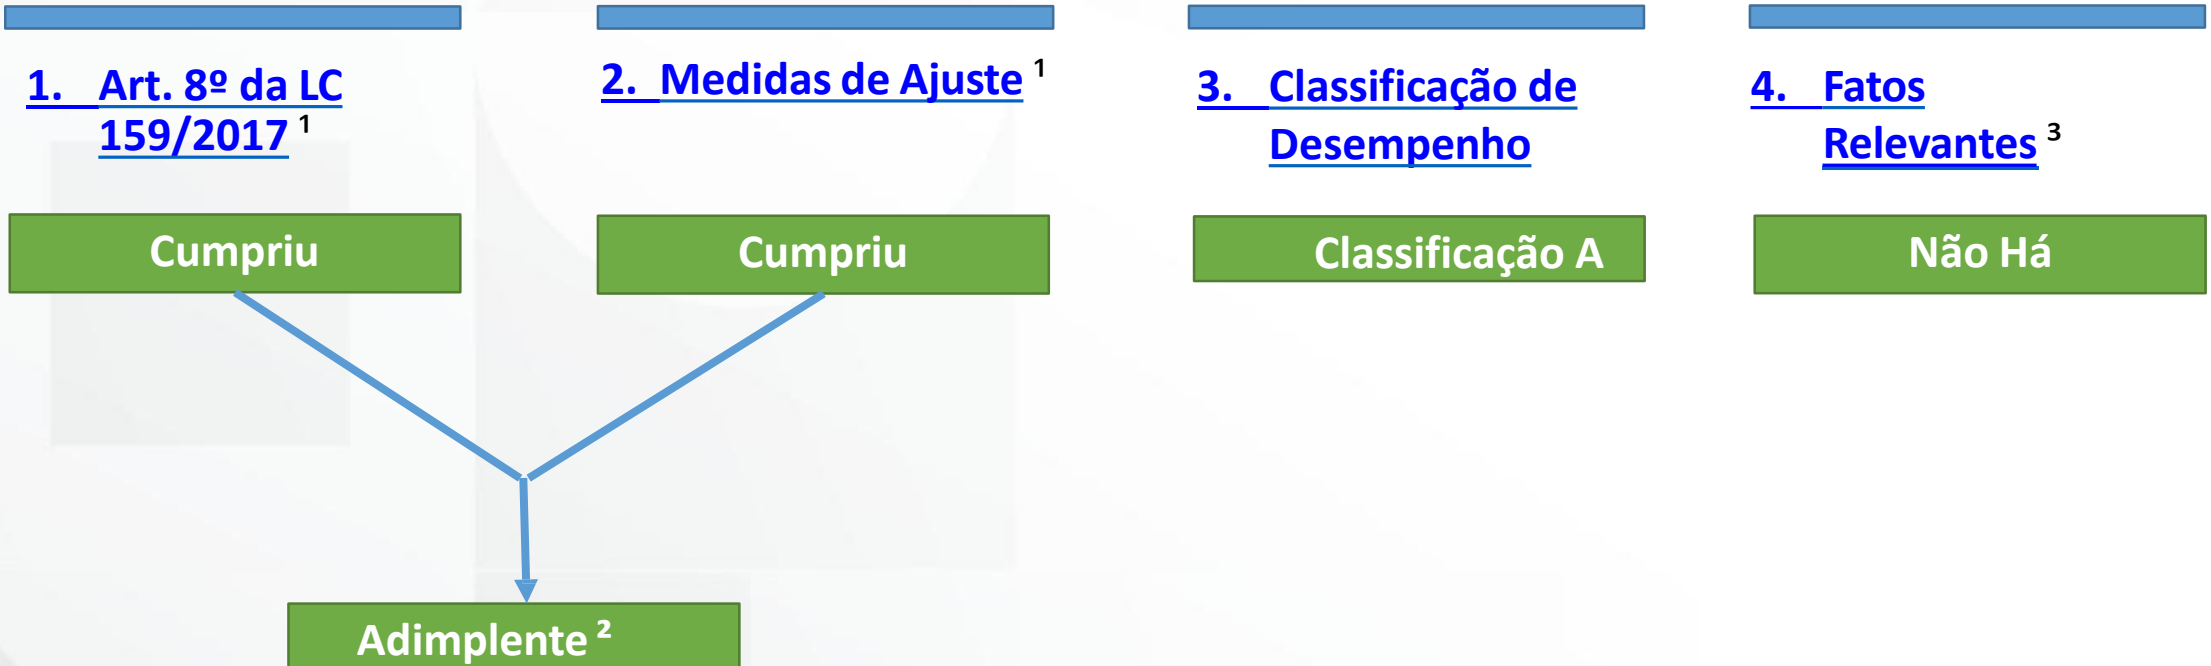 1. Art. 8º da LC
159/2017 ¹
2. Medidas de Ajuste ¹
3. Classificação de
Desempenho
4. Fatos
Relevantes ³
Cumpriu
Cumpriu
Classificação A
Não Há
Adimplente ²